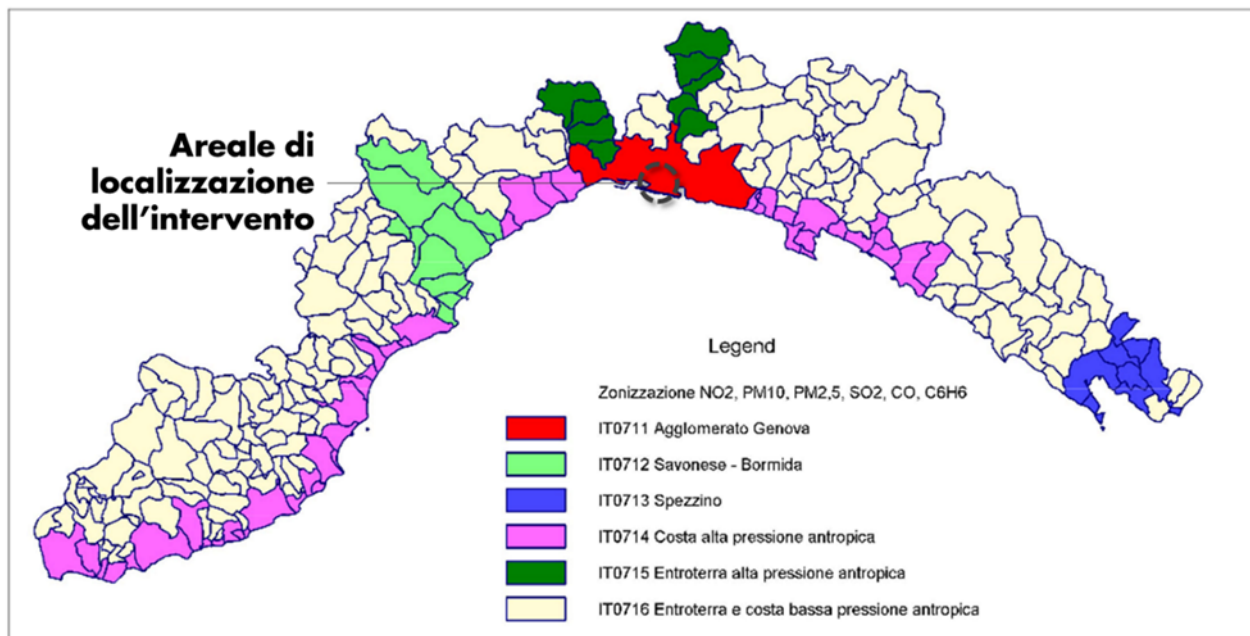 Areale di
localizzazione
dell'intervento
Legend
Zonizzazione NO2, PM10, PM2,5, SO2, CO, C6H6
IT0711 Agglomerato Genova
IT0712 Savonese - Bormida
IT0713 Spezzino
IT0714 Costa alta pressione antropica
IT0715 Entroterra alta pressione antropica
IT0716 Entroterra e costa bassa pressione antropica